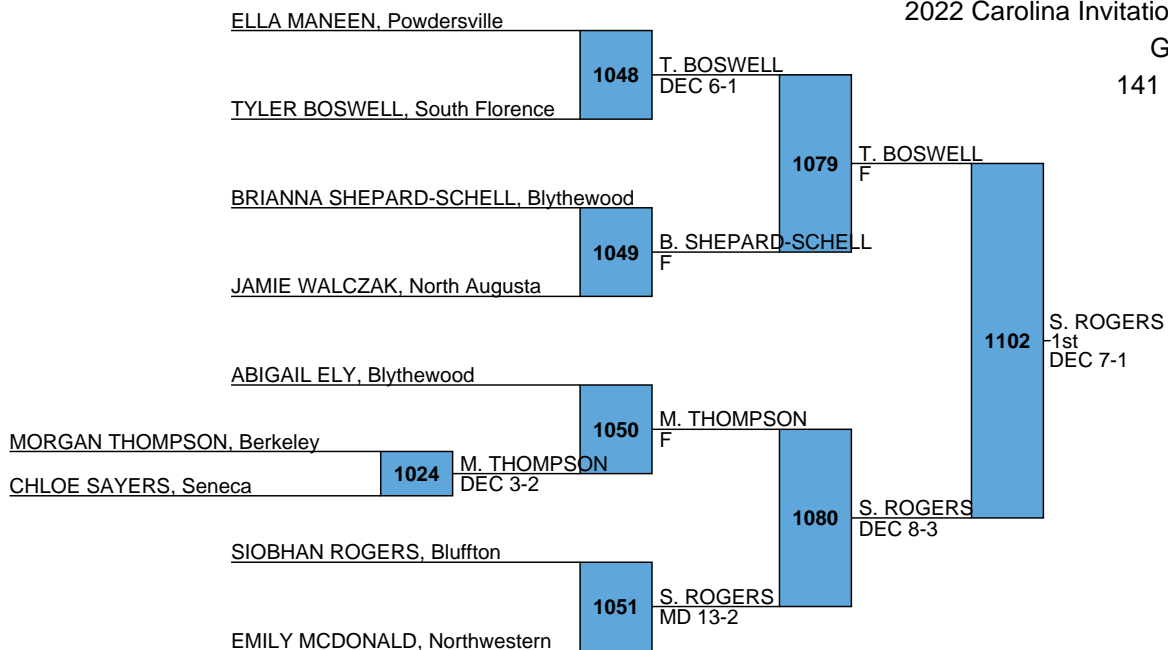 2022 Carolina Invitatio
G
141
ELLA MANEEN, Powdersville
1048
T. BOSWELL
DEC 6-1
TYLER BOSWELL, South Florence
1079
T. BOSWELL
F
BRIANNA SHEPARD-SCHELL, Blythewood
1049
B. SHEPARD-SCHELL
F
JAMIE WALCZAK, North Augusta
1102
S. ROGERS
1st
DEC 7-1
ABIGAIL ELY, Blythewood
1050
M. THOMPSON
F
MORGAN THOMPSON, Berkeley
1024
M. THOMPSON
DEC 3-2
CHLOE SAYERS, Seneca
1080
S. ROGERS
DEC 8-3
SIOBHAN ROGERS, Bluffton
1051
S. ROGERS
MD 13-2
EMILY MCDONALD, Northwestern